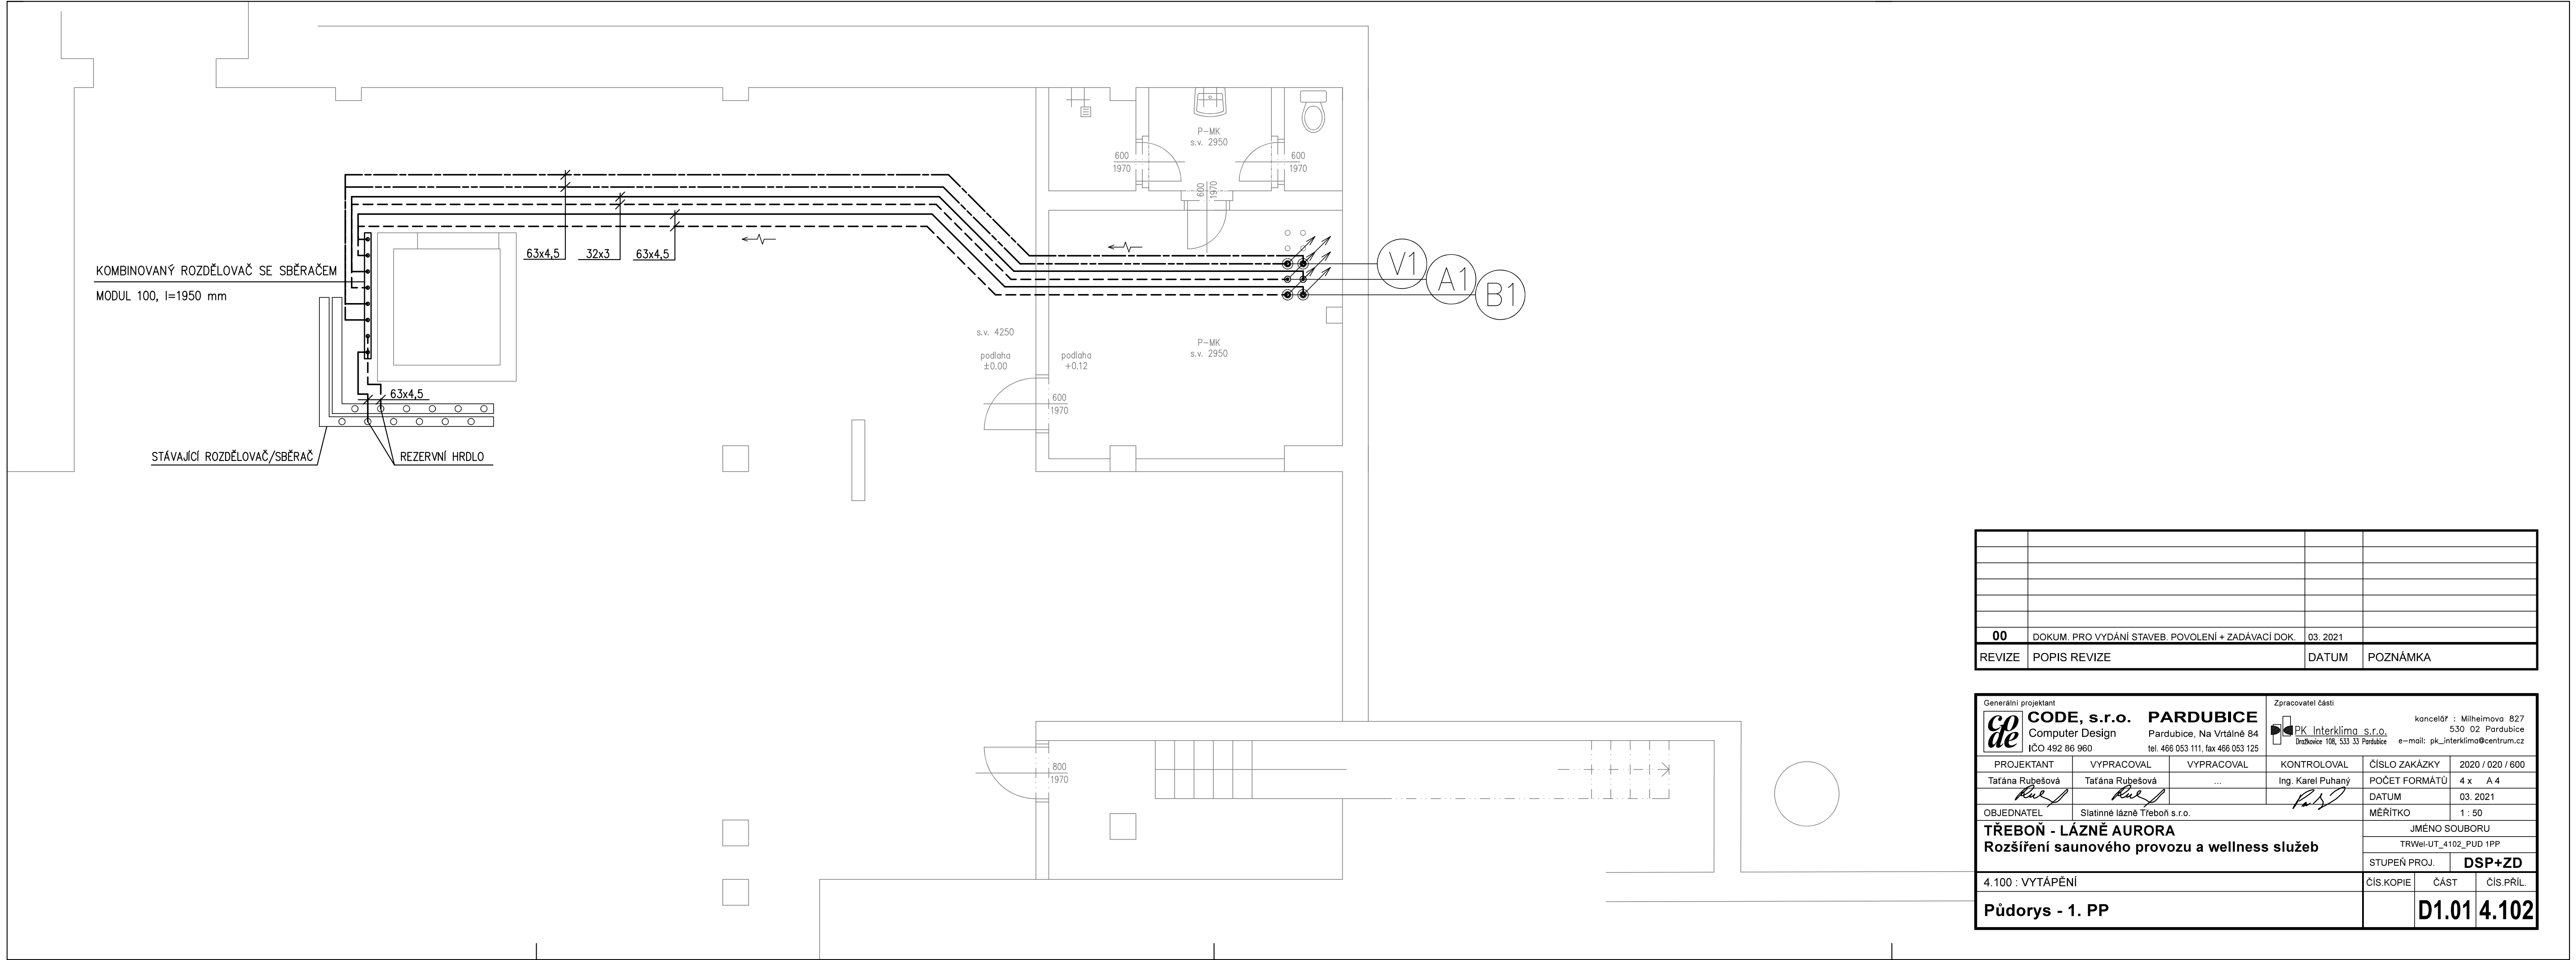 P-MK
s.v. 2950
600
1970
600
1970
600
1970
63x4,5
32x3
63x4,5
KOMBINOVANÝ ROZDĚLOVAČ SE SBĚRAČEM
MODUL 100, l=1950 mm
V1
A1
B1
s.v. 4250
podlaha
±0.00
podlaha
+0.12
P-MK
s.v. 2950
600
1970
63x4,5
STÁVAJÍCÍ ROZDĚLOVAČ/SBĚRAČ
REZERVNÍ HRDLO
800
1970
00 DOKUM. PRO VYDÁNÍ STAVEB. POVOLENÍ + ZADÁVACÍ DOK. 03. 2021
REVIZE POPIS REVIZE DATUM POZNÁMKA
Generální projektant
code
CODE, s.r.o. PARDUBICE
Computer Design Pardubice, Na Vrtálně 84
IČO 492 86 960 tel. 466 053 111, fax 466 053 125
Zpracovatel části
PK Interklima s.r.o.
Dražkovice 108, 533 33 Pardubice
kancelář : Milheimova 827
530 02 Pardubice
e-mail: pk_interklima@centrum.cz
PROJEKTANT VYPRACOVAL VYPRACOVAL KONTROLOVAL ČÍSLO ZAKÁZKY 2020 / 020 / 600
Taťána Rubešová Taťána Rubešová ... Ing. Karel Puhaný POČET FORMÁTŮ 4 x A 4
DATUM 03. 2021
OBJEDNATEL Slatinné lázně Třeboň s.r.o. MĚŘÍTKO 1 : 50
TŘEBOŇ - LÁZNĚ AURORA
Rozšíření saunového provozu a wellness služeb
JMÉNO SOUBORU
TRWel-UT_4102_PUD 1PP
STUPEŇ PROJ. DSP+ZD
4.100 : VYTÁPĚNÍ ČÍS.KOPIE ČÁST ČÍS.PŘÍL.
Půdorys - 1. PP D1.01 4.102